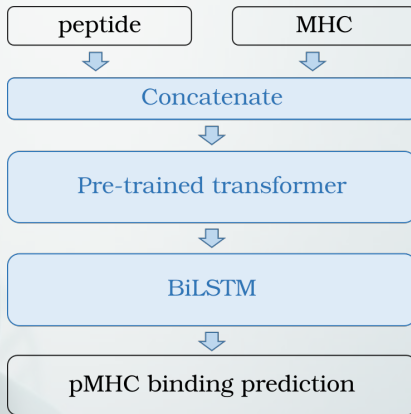 peptide
MHC
Concatenate
Pre-trained transformer
BiLSTM
pMHC binding prediction